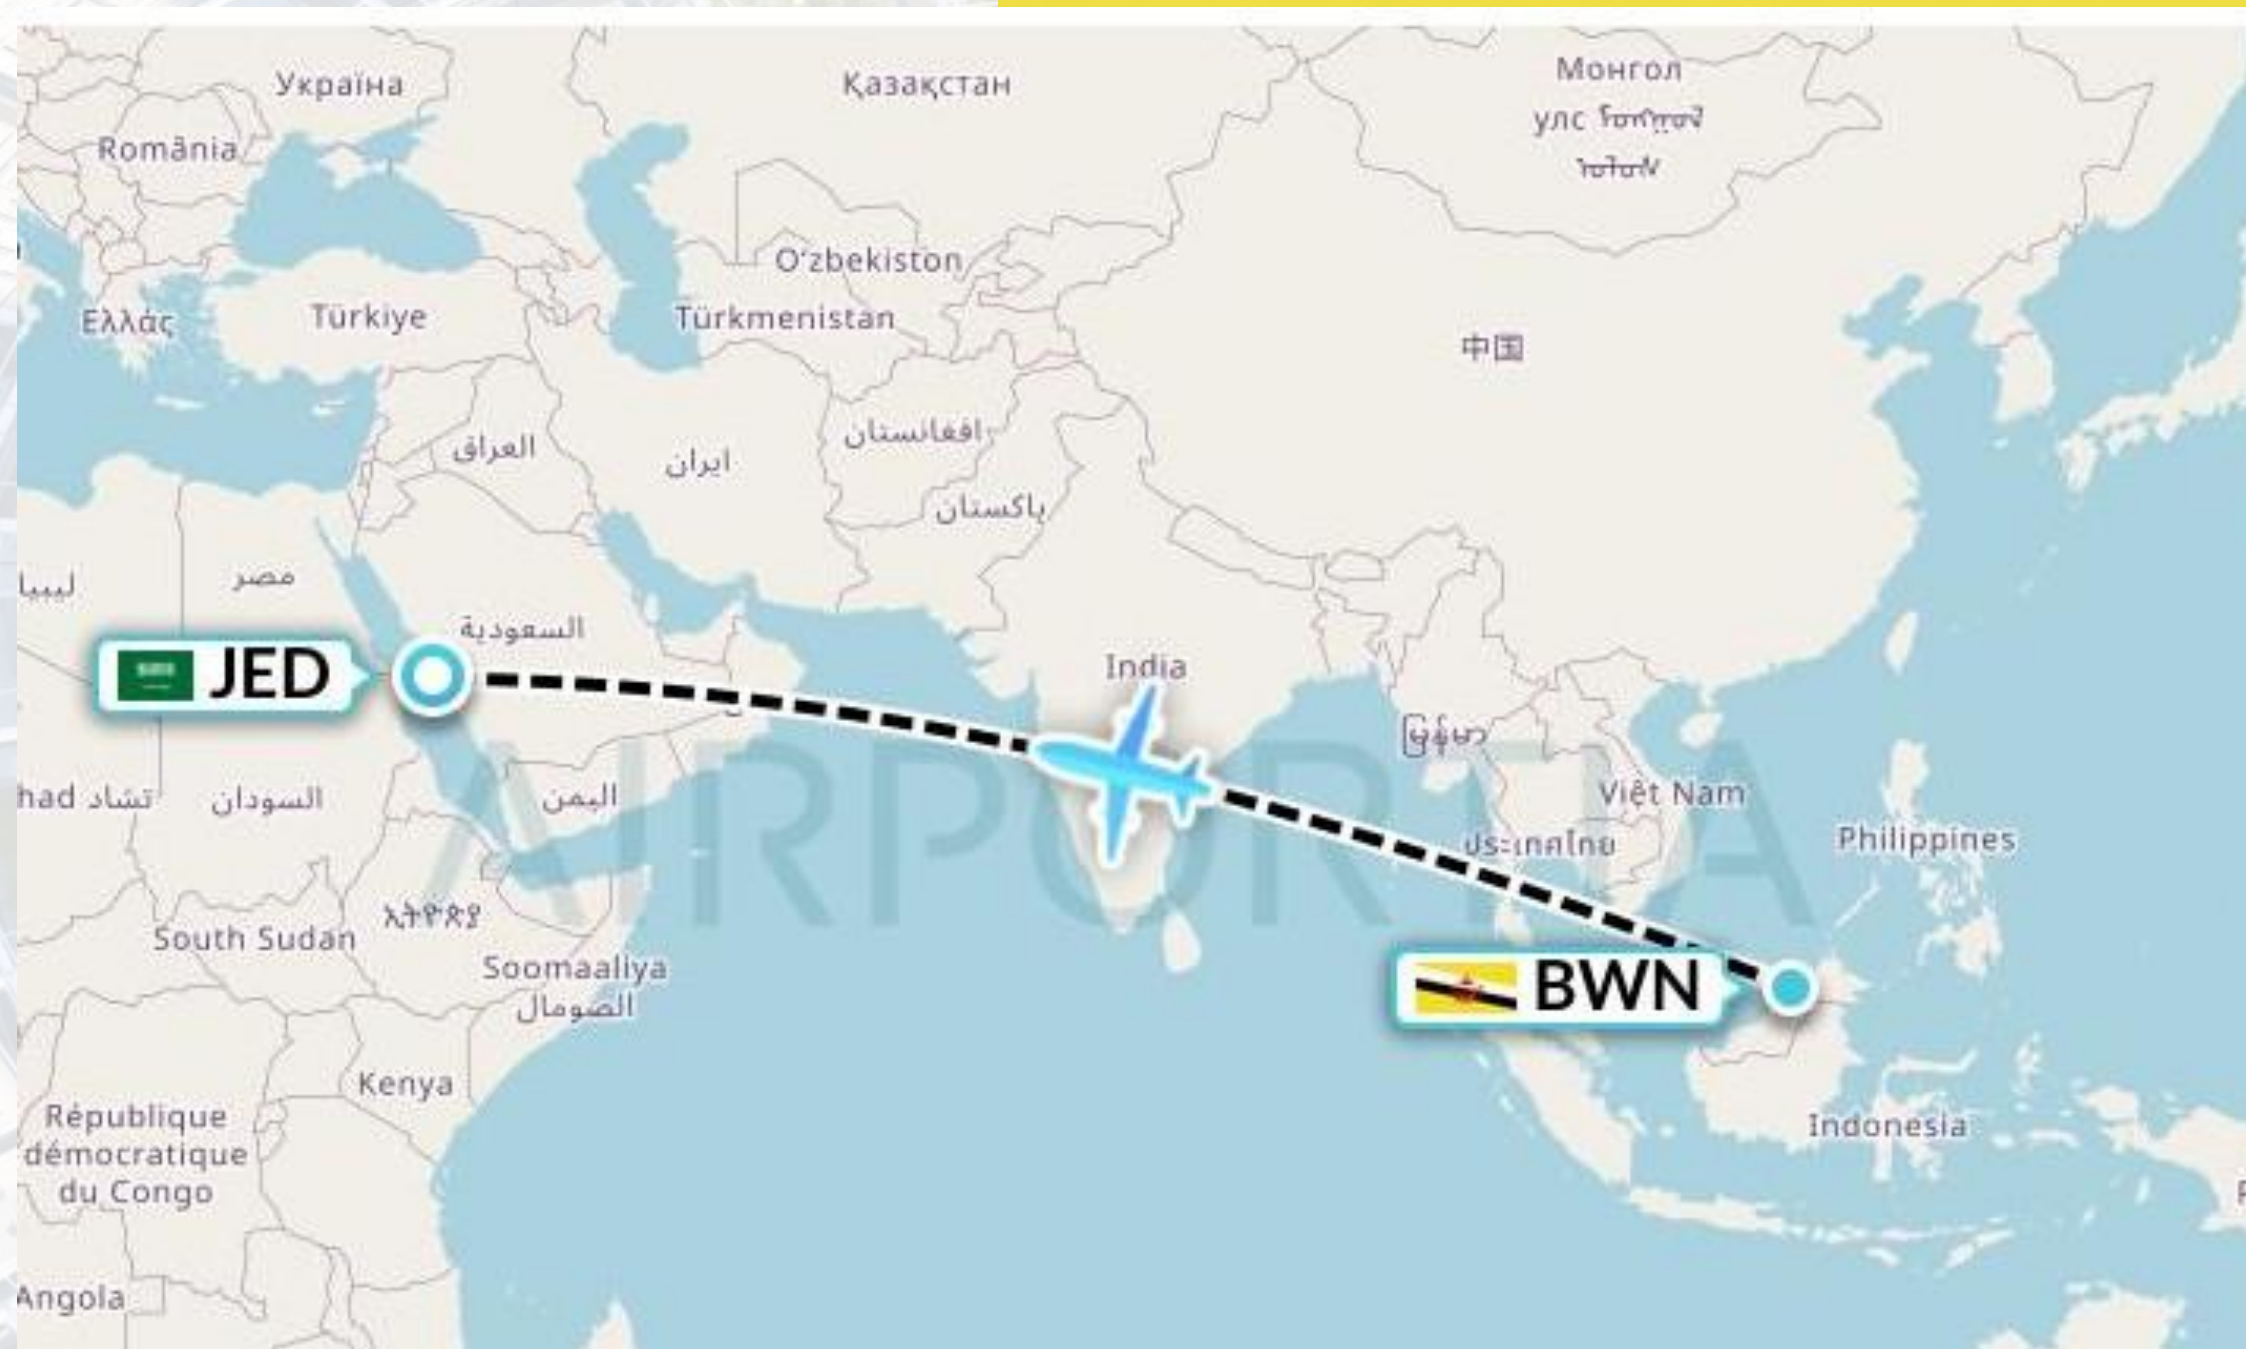 Україна
Қазақстан
Монгол
улс ᠮᠣᠩᠭᠣᠯ
ᠤᠯᠤᠰ
România
O‘zbekiston
Ελλάς
Türkiye
Türkmenistan
中国
افغانستان
العراق
ایران
پاکستان
ليبيا
مصر
السعودية
JED
India
မြန်မာ
had تشاد
السودان
اليمن
Việt Nam
ประเทศไทย
Philippines
AIRPORTIA
ኢትዮጵያ
South Sudan
Soomaaliya
الصومال
BWN
Kenya
République
démocratique
du Congo
Indonesia
Angola